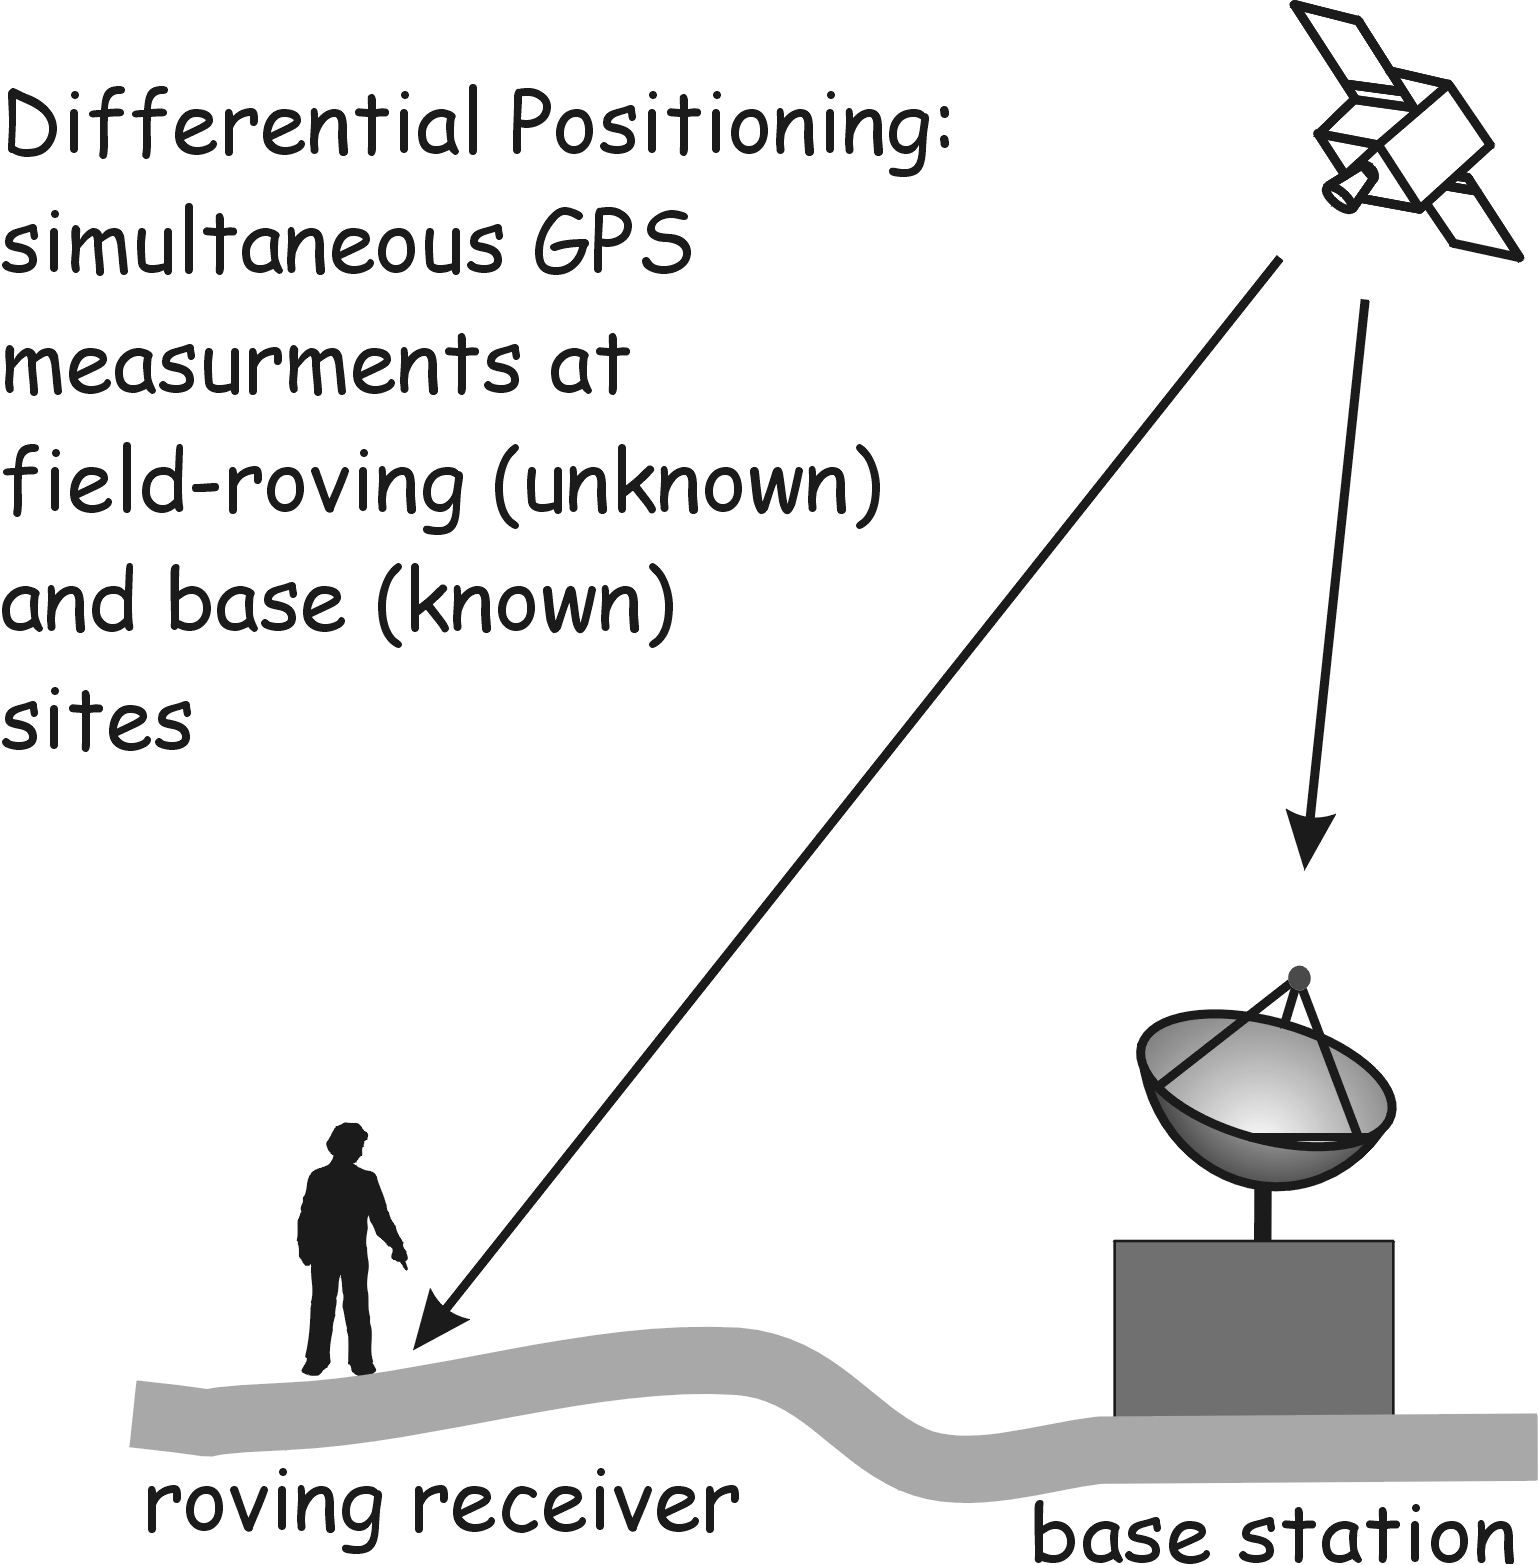 Differential Positioning:
simultaneous GPS
measurments at
field-roving (unknown)
and base (known)
sites
roving receiver
base station